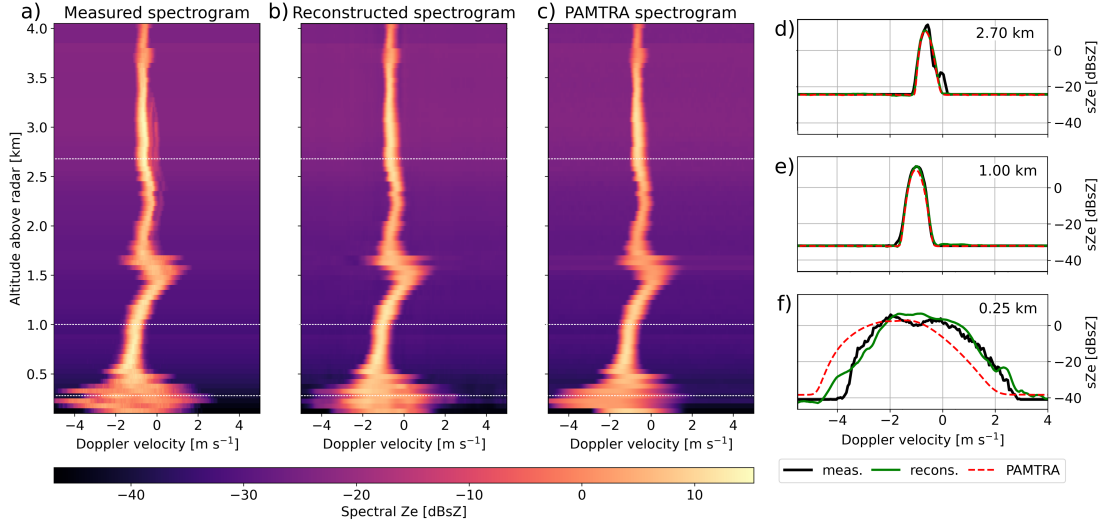 a) Measured spectrogram
b) Reconstructed spectrogram
c) PAMTRA spectrogram
Altitude above radar [km]
4.0
3.5
3.0
2.5
2.0
1.5
1.0
0.5
−4 −2 0 2 4
Doppler velocity [m s⁻¹]
−4 −2 0 2 4
Doppler velocity [m s⁻¹]
−4 −2 0 2 4
Doppler velocity [m s⁻¹]
−40 −30 −20 −10 0 10
Spectral Ze [dBsZ]
d)
2.70 km
0
−20
−40
sZe [dBsZ]
e)
1.00 km
0
−20
−40
sZe [dBsZ]
f)
0.25 km
0
−20
−40
sZe [dBsZ]
−4 −2 0 2 4
Doppler velocity [m s⁻¹]
meas. recons. PAMTRA